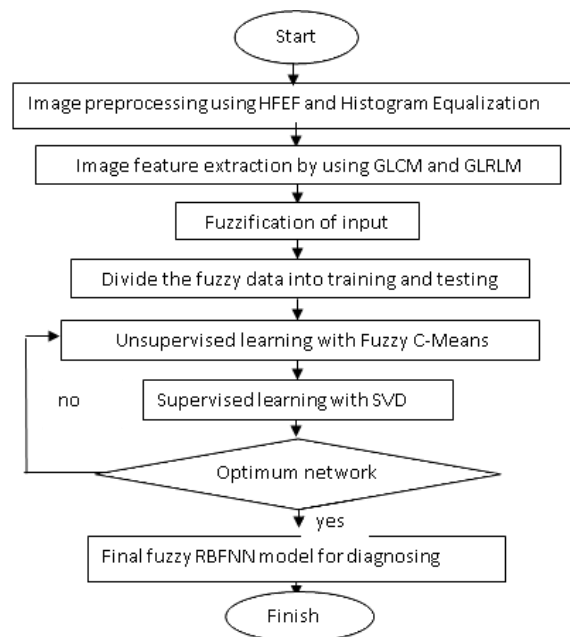 Start
Image preprocessing using HFEF and Histogram Equalization
Image feature extraction by using GLCM and GLRLM
Fuzzification of input
Divide the fuzzy data into training and testing
Unsupervised learning with Fuzzy C-Means
no
Supervised learning with SVD
Optimum network
yes
Final fuzzy RBFNN model for diagnosing
Finish